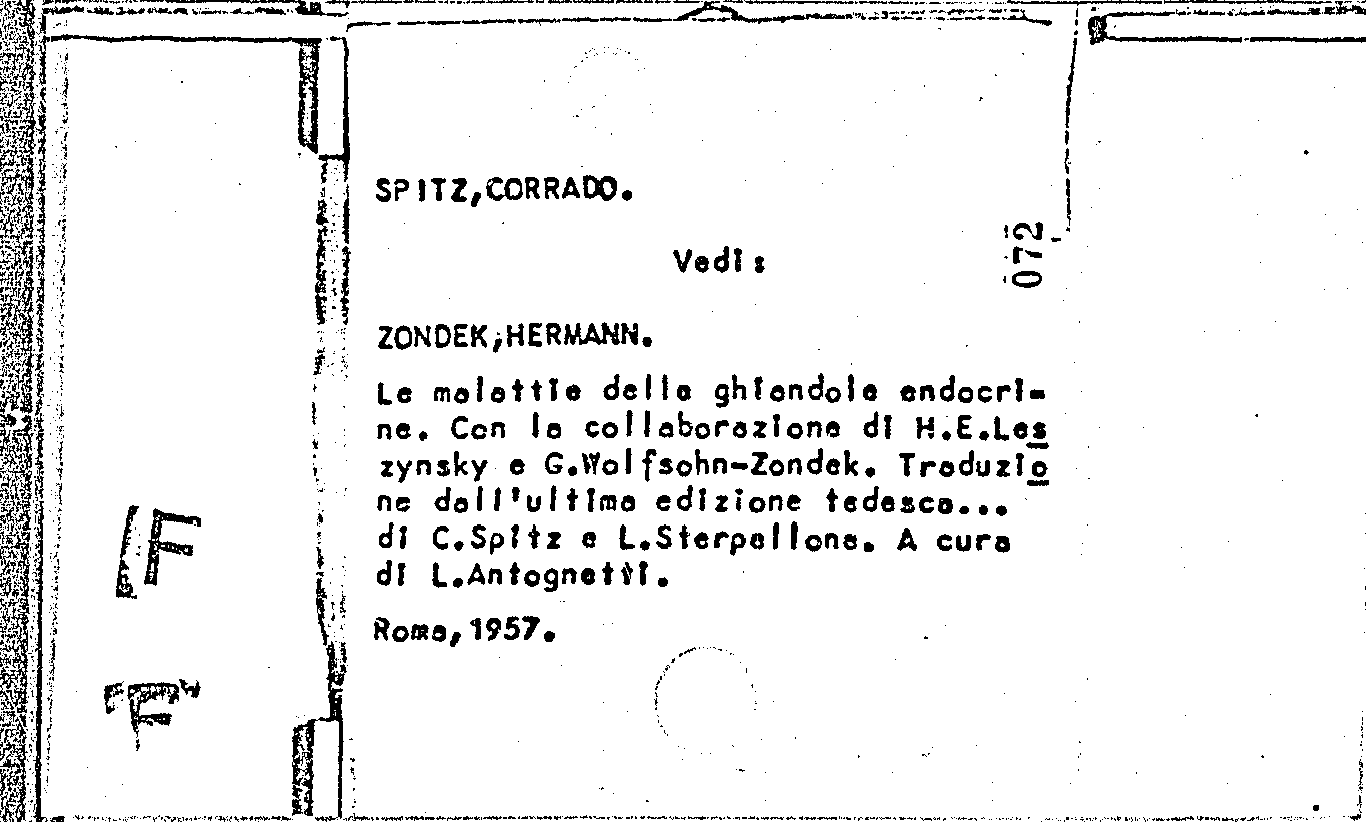 SPITZ,CORRADO.
072
Vedi:
ZONDEK,HERMANN.
Le malattie delle ghiandole endocri-
ne. Con la collaborazione di H.E.Les
zynsky e G.Wolfsohn-Zondek. Traduzio
ne dall'ultima edizione tedesca...
di C.Spitz e L.Sterpellone. A cura
di L.Antognetti.
Roma,1957.
F
F